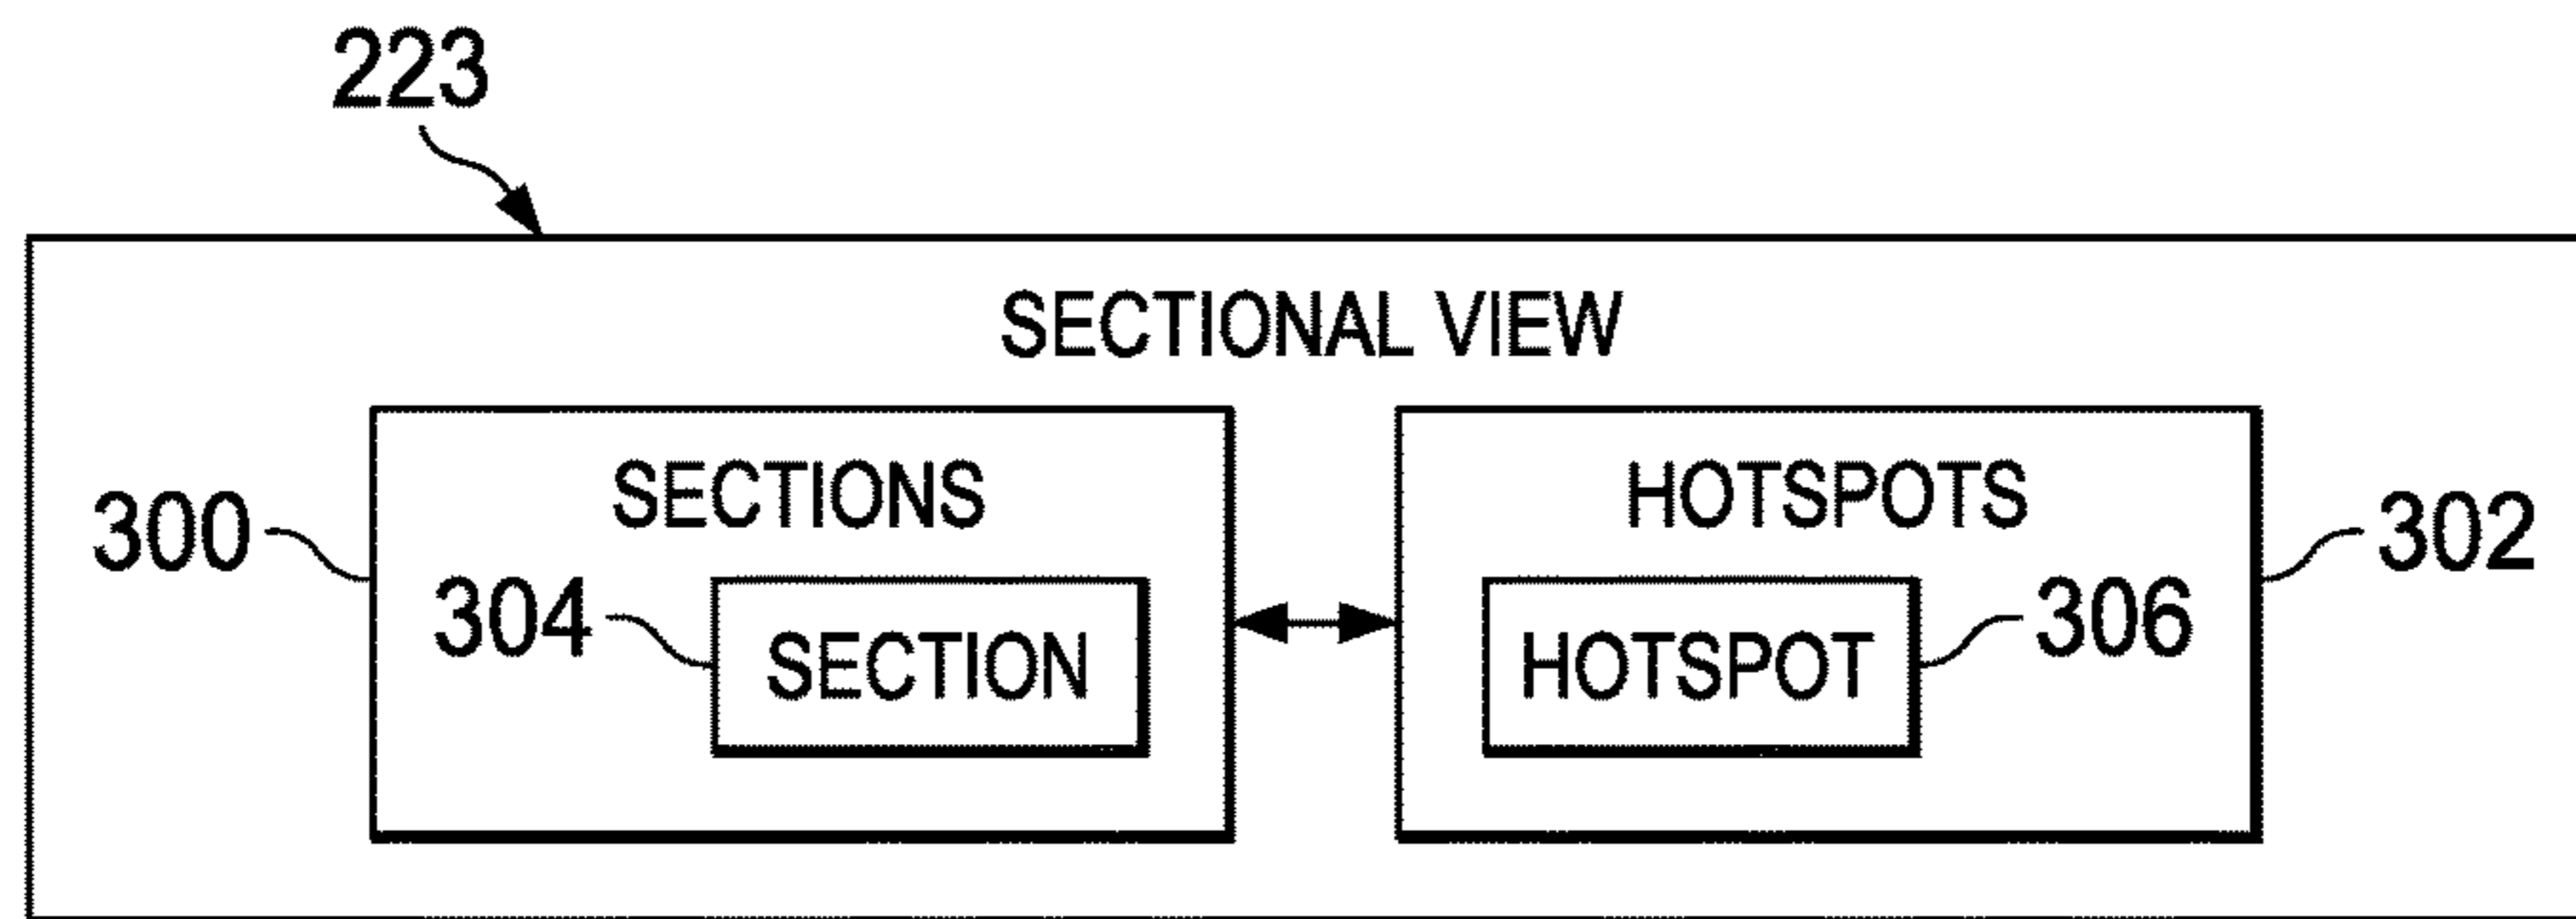 223
SECTIONAL VIEW
SECTIONS
HOTSPOTS
300
302
304
SECTION
HOTSPOT
306